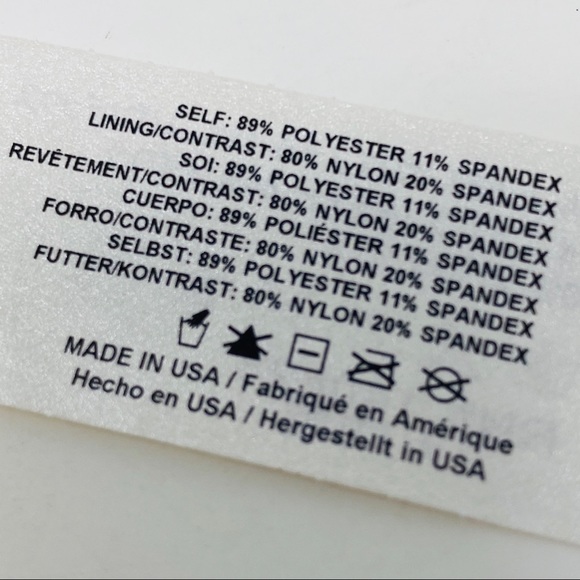 SELF: 89% POLYESTER 11% SPANDEX
LINING/CONTRAST: 80% NYLON 20% SPANDEX
SOI: 89% POLYESTER 11% SPANDEX
REVÊTEMENT/CONTRAST: 80% NYLON 20% SPANDEX
CUERPO: 89% POLIÉSTER 11% SPANDEX
FORRO/CONTRASTE: 80% NYLON 20% SPANDEX
SELBST: 89% POLYESTER 11% SPANDEX
FUTTER/KONTRAST: 80% NYLON 20% SPANDEX
MADE IN USA / Fabriqué en Amérique
Hecho en USA / Hergestellt in USA